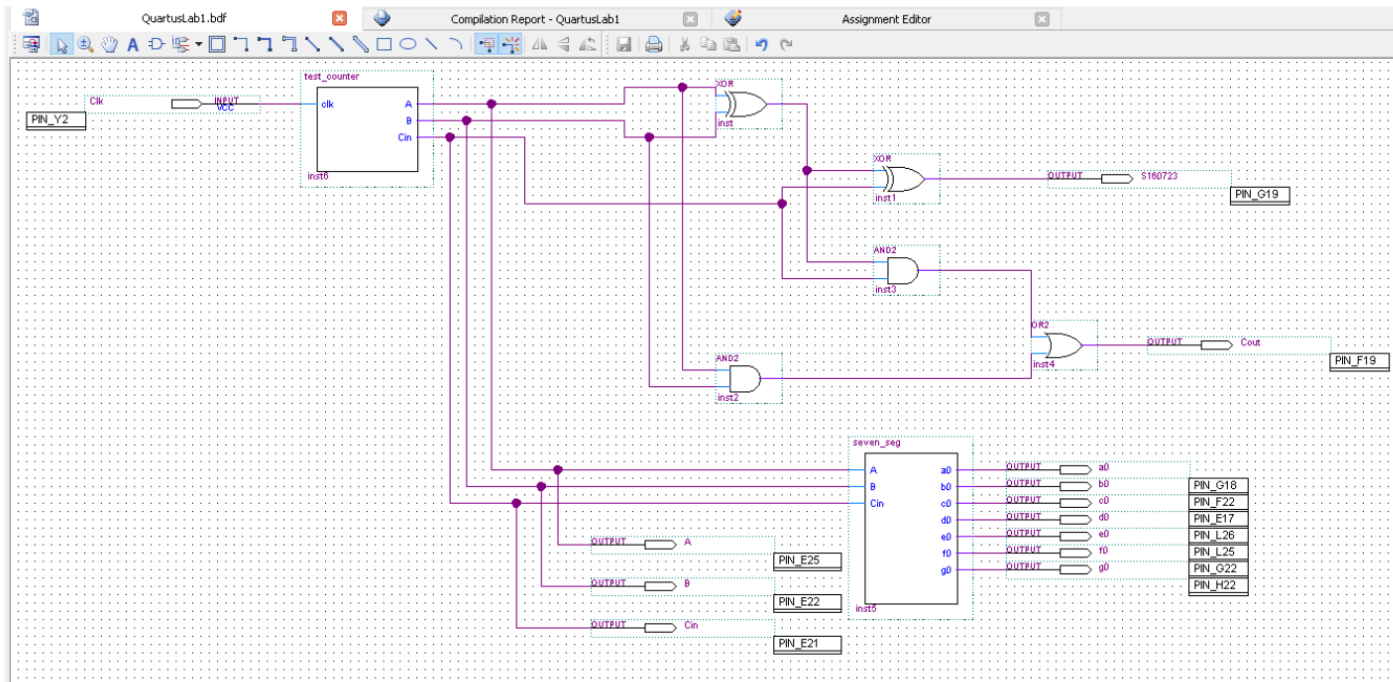 QuartusLab1.bdf
Compilation Report - QuartusLab1
Assignment Editor
test_counter
Clk
INPUT
VCC
PIN_Y2
clk
A
B
Cin
inst6
XOR
inst
XOR
inst1
OUTPUT
S160723
PIN_G19
AND2
inst3
OR2
inst4
OUTPUT
Cout
PIN_F19
AND2
inst2
seven_seg
A
B
Cin
a0
b0
c0
d0
e0
f0
g0
inst5
OUTPUT a0
OUTPUT b0
OUTPUT c0
OUTPUT d0
OUTPUT e0
OUTPUT f0
OUTPUT g0
PIN_G18
PIN_F22
PIN_E17
PIN_L26
PIN_L25
PIN_G22
PIN_H22
OUTPUT A
PIN_E25
OUTPUT B
PIN_E22
OUTPUT Cin
PIN_E21